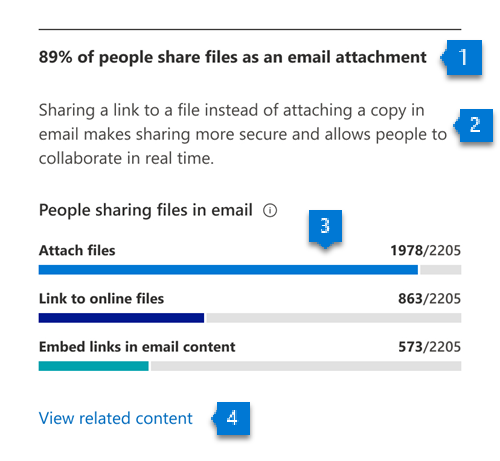 89% of people share files as an email attachment
1
Sharing a link to a file instead of attaching a copy in
email makes sharing more secure and allows people to
2
collaborate in real time.
People sharing files in email
3
Attach files 1978/2205
Link to online files 863/2205
Embed links in email content 573/2205
View related content
4